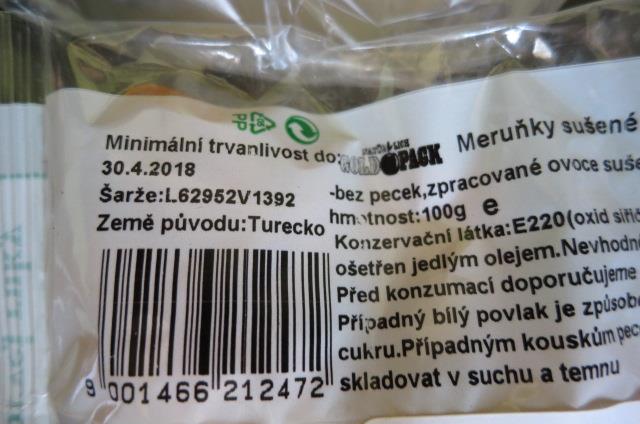 PP
Minimální trvanlivost do:
30.4.2018
Šarže:L62952V1392
Země původu:Turecko
9 001466 212472
GOLD PACK
Meruňky sušené
-bez pecek,zpracované ovoce suše
hmotnost:100g e
Konzervační látka:E220(oxid siřič
ošetřen jedlým olejem.Nevhodn
Před konzumací doporučujeme
Případný bílý povlak je způsob
cukru.Případným kouskům pec
skladovat v suchu a temnu